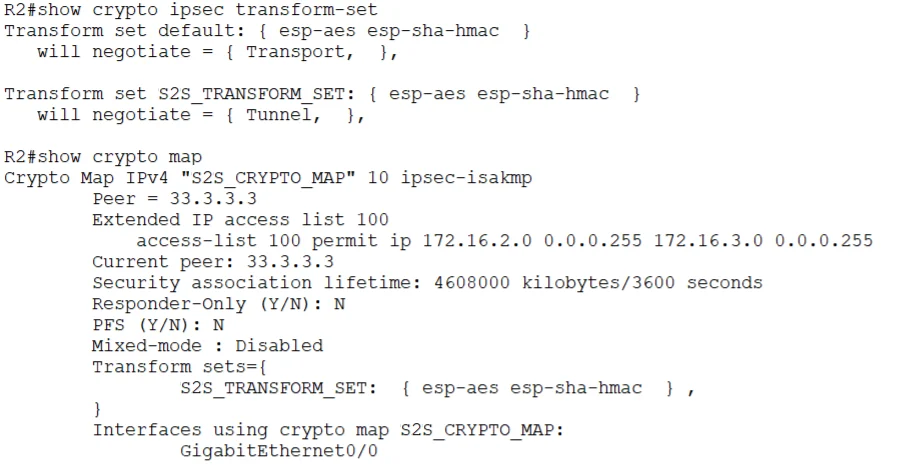 R2#show crypto ipsec transform-set
Transform set default: { esp-aes esp-sha-hmac  }
   will negotiate = { Transport,  },

Transform set S2S_TRANSFORM_SET: { esp-aes esp-sha-hmac  }
   will negotiate = { Tunnel,  },

R2#show crypto map
Crypto Map IPv4 "S2S_CRYPTO_MAP" 10 ipsec-isakmp
        Peer = 33.3.3.3
        Extended IP access list 100
            access-list 100 permit ip 172.16.2.0 0.0.0.255 172.16.3.0 0.0.0.255
        Current peer: 33.3.3.3
        Security association lifetime: 4608000 kilobytes/3600 seconds
        Responder-Only (Y/N): N
        PFS (Y/N): N
        Mixed-mode : Disabled
        Transform sets={
                S2S_TRANSFORM_SET:  { esp-aes esp-sha-hmac  } ,
        }
        Interfaces using crypto map S2S_CRYPTO_MAP:
                GigabitEthernet0/0